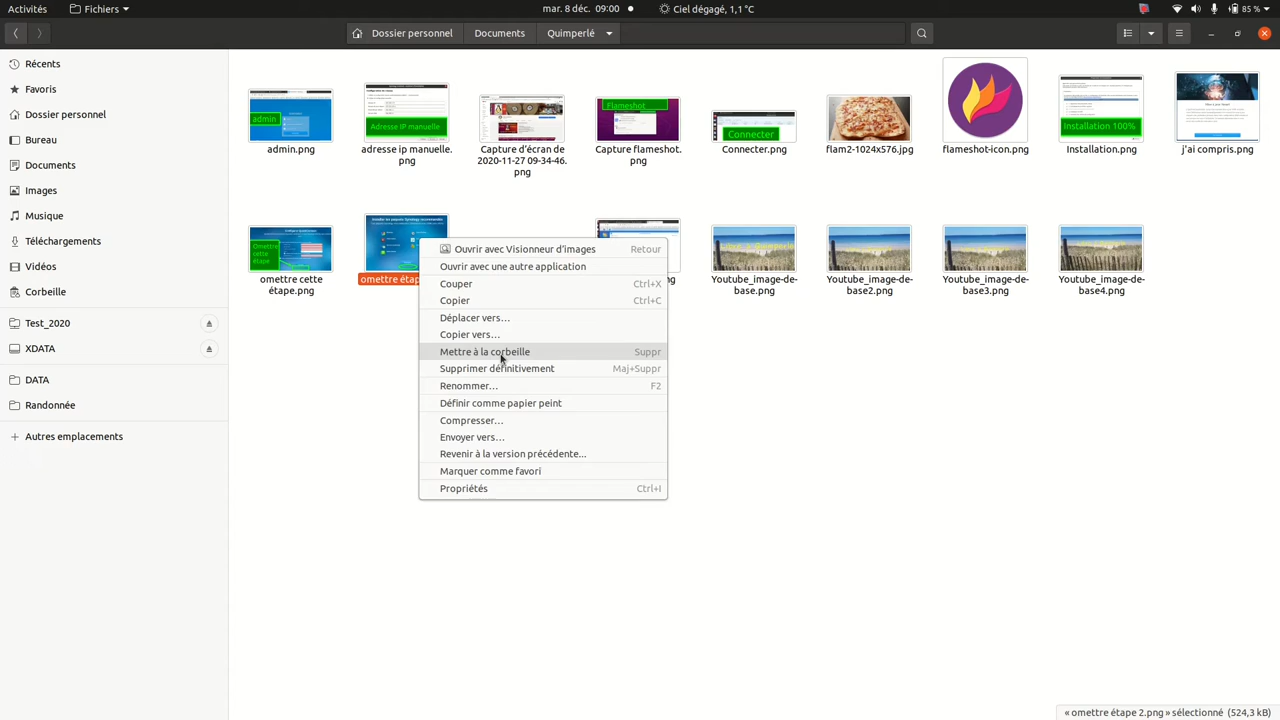 Activités
Fichiers
mar. 8 déc. 09:00
Ciel dégagé, 1,1 °C
85 %
Dossier personnel
Documents
Quimperlé
Récents
Favoris
Dossier personnel
Bureau
Documents
Images
Musique
Téléchargements
Vidéos
Corbeille
Test_2020
XDATA
DATA
Randonnée
Autres emplacements
admin
Adresse IP manuelle
Flameshot
Connecter
Installation 100%
admin.png
adresse ip manuelle.
png
Capture d'écran de
2020-11-27 09-34-46.
png
Capture flameshot.
png
Connecter.png
flam2-1024x576.jpg
flameshot-icon.png
Installation.png
j'ai compris.png
Omettre
cette
étape
omettre cette
étape.png
omettre étap
ng
Youtube_image-de-
base.png
Youtube_image-de-
base2.png
Youtube_image-de-
base3.png
Youtube_image-de-
base4.png
Ouvrir avec Visionneur d'images Retour
Ouvrir avec une autre application
Couper Ctrl+X
Copier Ctrl+C
Déplacer vers…
Copier vers…
Mettre à la corbeille Suppr
Supprimer définitivement Maj+Suppr
Renommer… F2
Définir comme papier peint
Compresser…
Envoyer vers…
Revenir à la version précédente...
Marquer comme favori
Propriétés Ctrl+I
« omettre étape 2.png » sélectionné (524,3 kB)